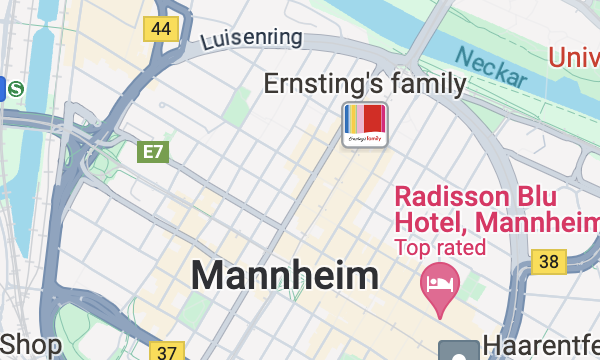 44
Luisenring
Neckar
Univ
Ernsting's family
S
Ernsting's family
E7
Radisson Blu
Hotel, Mannheim
Top rated
38
Mannheim
Shop
37
Haarentfe